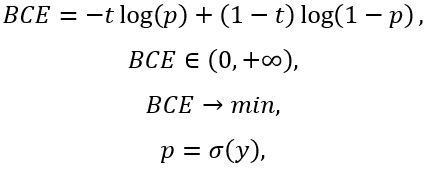 BCE = −t log(p) + (1 − t) log(1 − p) ,
BCE ∈ (0, +∞),
BCE → min,
p = σ(y),